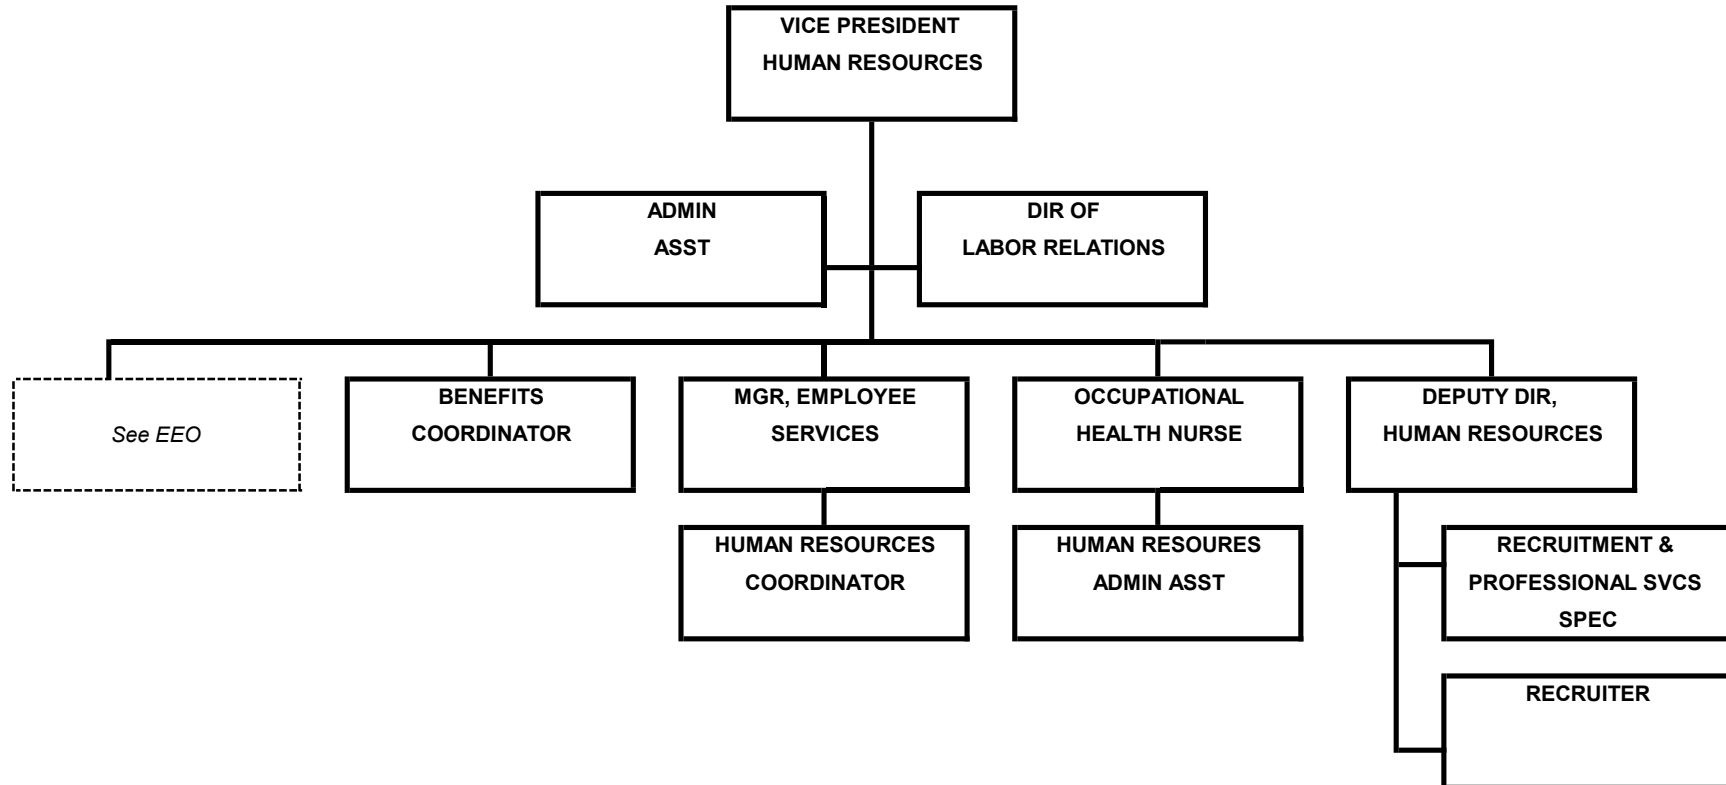 VICE PRESIDENT
HUMAN RESOURCES
ADMIN
ASST
DIR OF
LABOR RELATIONS
See EEO
BENEFITS
COORDINATOR
MGR, EMPLOYEE
SERVICES
OCCUPATIONAL
HEALTH NURSE
DEPUTY DIR,
HUMAN RESOURCES
HUMAN RESOURCES
COORDINATOR
HUMAN RESOURES
ADMIN ASST
RECRUITMENT &
PROFESSIONAL SVCS
SPEC
RECRUITER